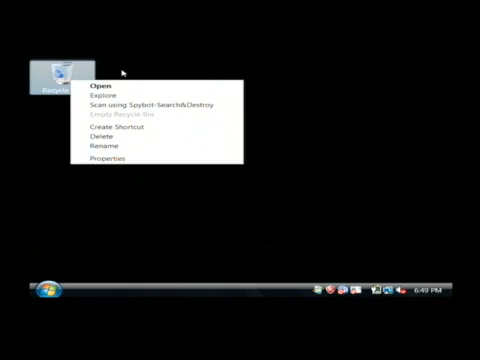 Recycle
Open
Explore
Scan using Spybot-Search&Destroy
Empty Recycle Bin
Create Shortcut
Delete
Rename
Properties
6:49 PM